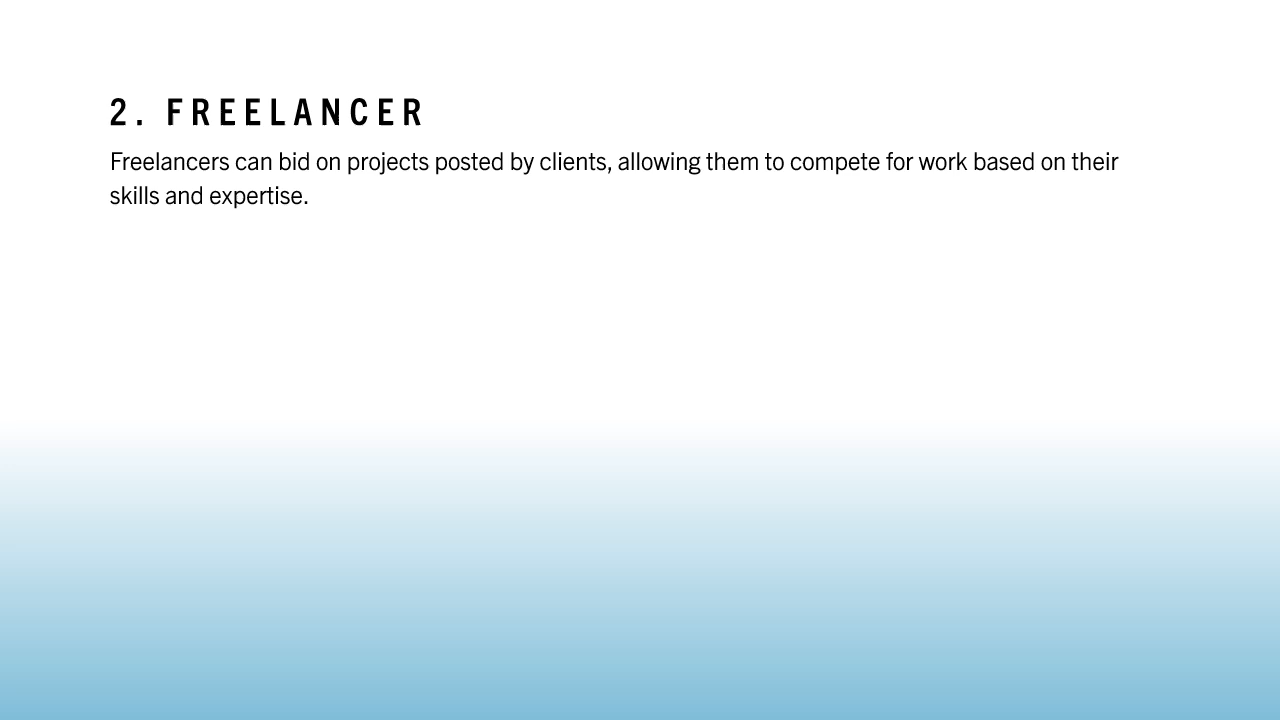 2. FREELANCER
Freelancers can bid on projects posted by clients, allowing them to compete for work based on their
skills and expertise.